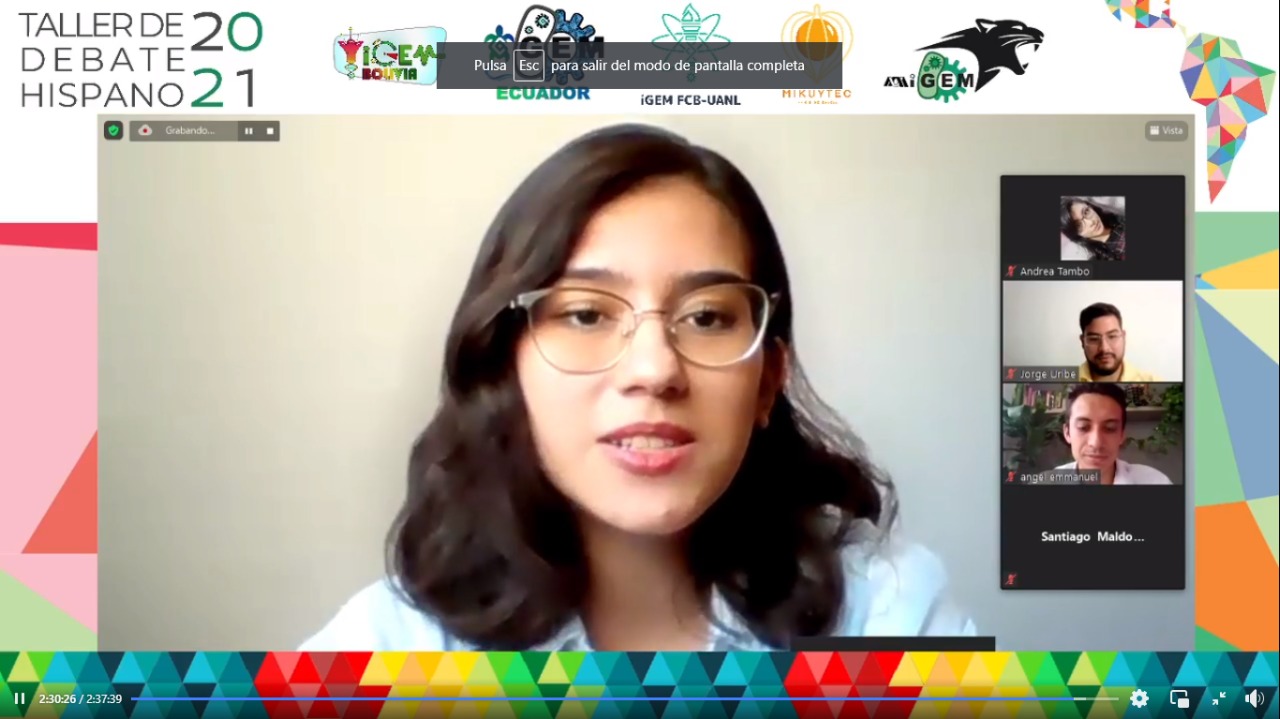 TALLER DE
DEBATE
HISPANO
20
21
iGEM
BOLIVIA
iGEM
ECUADOR
iGEM FCB-UANL
MIKUYTEC
iGEM
Pulsa Esc para salir del modo de pantalla completa
Grabando...
Vista
Andrea Tambo
Jorge Uribe
angel emmanuel
Santiago Maldo...
2:30:26 / 2:37:39